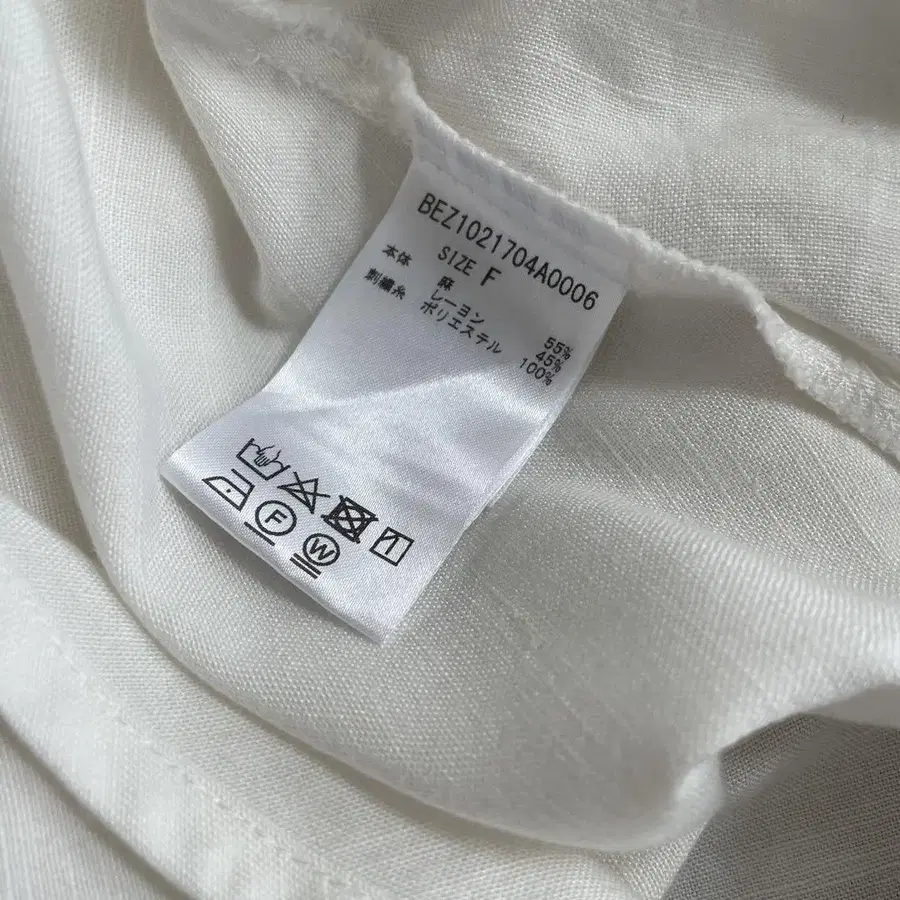 BEZ1021704A0006
SIZE F
本体 麻 55%
レーヨン 45%
刺繍糸 ポリエステル 100%
F
W